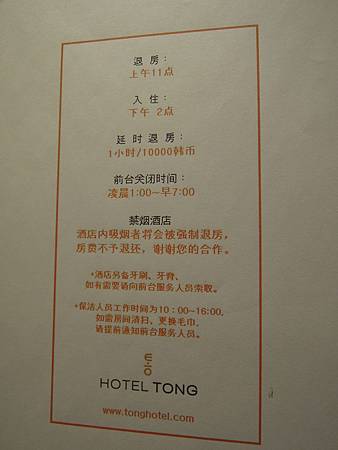 退 房：
上午11点
入 住：
下午 2点
延 时 退 房：
1小时/10000韩币
前台关闭时间：
凌晨1:00~早7:00
禁烟酒店
酒店内吸烟者将会被强制退房，
房费不予退还，谢谢您的合作。
*酒店另备牙刷、牙膏、
如有需要请向前台服务人员索取。
*保洁人员工作时间为10：00~16:00,
如需房间清扫、更换毛巾，
请提前通知前台服务人员。
HOTEL TONG
www.tonghotel.com